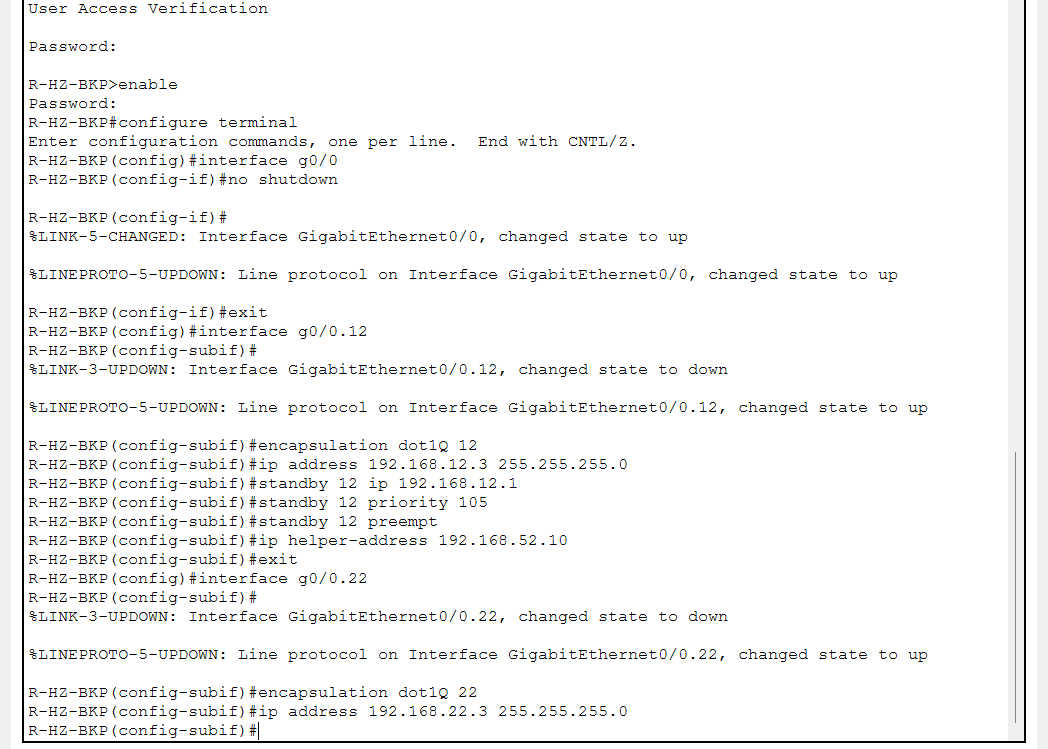 User Access Verification
Password:
R-HZ-BKP>enable
Password:
R-HZ-BKP#configure terminal
Enter configuration commands, one per line.  End with CNTL/Z.
R-HZ-BKP(config)#interface g0/0
R-HZ-BKP(config-if)#no shutdown
R-HZ-BKP(config-if)#
%LINK-5-CHANGED: Interface GigabitEthernet0/0, changed state to up
%LINEPROTO-5-UPDOWN: Line protocol on Interface GigabitEthernet0/0, changed state to up
R-HZ-BKP(config-if)#exit
R-HZ-BKP(config)#interface g0/0.12
R-HZ-BKP(config-subif)#
%LINK-3-UPDOWN: Interface GigabitEthernet0/0.12, changed state to down
%LINEPROTO-5-UPDOWN: Line protocol on Interface GigabitEthernet0/0.12, changed state to up
R-HZ-BKP(config-subif)#encapsulation dot1Q 12
R-HZ-BKP(config-subif)#ip address 192.168.12.3 255.255.255.0
R-HZ-BKP(config-subif)#standby 12 ip 192.168.12.1
R-HZ-BKP(config-subif)#standby 12 priority 105
R-HZ-BKP(config-subif)#standby 12 preempt
R-HZ-BKP(config-subif)#ip helper-address 192.168.52.10
R-HZ-BKP(config-subif)#exit
R-HZ-BKP(config)#interface g0/0.22
R-HZ-BKP(config-subif)#
%LINK-3-UPDOWN: Interface GigabitEthernet0/0.22, changed state to down
%LINEPROTO-5-UPDOWN: Line protocol on Interface GigabitEthernet0/0.22, changed state to up
R-HZ-BKP(config-subif)#encapsulation dot1Q 22
R-HZ-BKP(config-subif)#ip address 192.168.22.3 255.255.255.0
R-HZ-BKP(config-subif)#